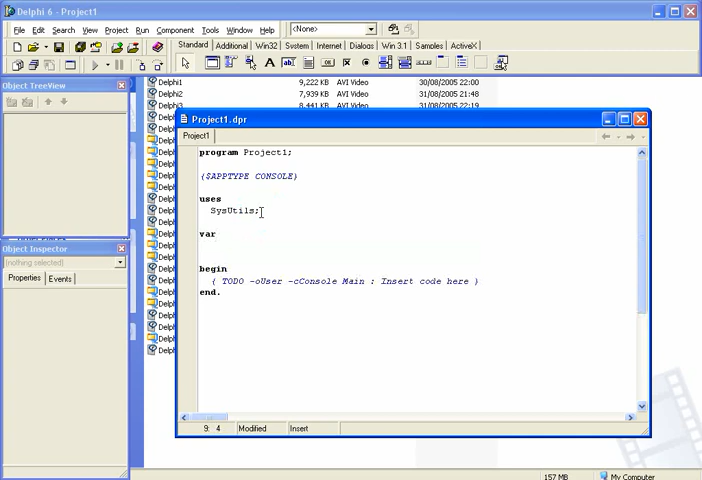 Delphi 6 - Project1
File Edit Search View Project Run Component Tools Window Help <None>
Standard Additional Win32 System Internet Dialogs Win 3.1 Samples ActiveX
Object TreeView
Delphi1 9,222 KB AVI Video 30/08/2005 22:00
Delphi2 7,939 KB AVI Video 31/08/2005 21:48
Delphi3 8,441 KB AVI Video 31/08/2005 22:19
Project1.dpr
Project1
program Project1;
{$APPTYPE CONSOLE}
uses
SysUtils;
var
begin
{ TODO -oUser -cConsole Main : Insert code here }
end.
9: 4 Modified Insert
Object Inspector
(nothing selected)
Properties Events
157 MB My Computer